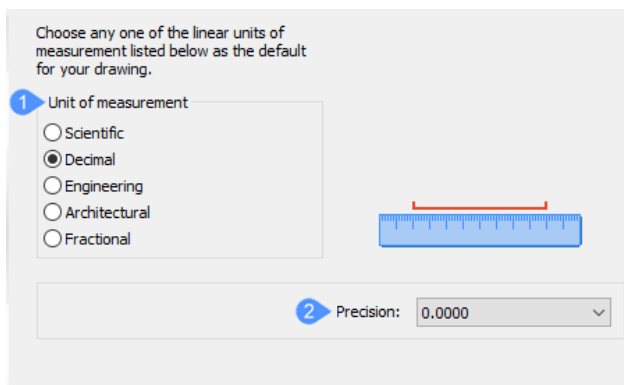 Choose any one of the linear units of
measurement listed below as the default
for your drawing.
1 Unit of measurement
Scientific
Decimal
Engineering
Architectural
Fractional
2 Precision: 0.0000